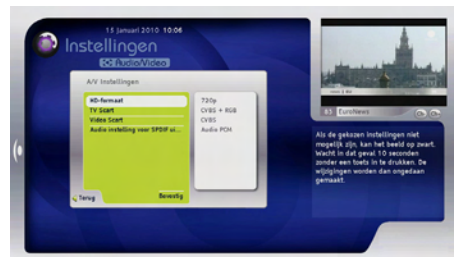 15 januari 2010 10:06
Instellingen
Audio/Video
A/V Instellingen
HD-formaat 720p
TV Scart CVBS + RGB
Video Scart CVBS
Audio instelling voor SPDIF ui... Audio PCM
Terug Bevestig
85 EuroNews
Als de gekozen instellingen niet
mogelijk zijn, kan het beeld op zwart.
Wacht in dat geval 10 seconden
zonder een toets in te drukken. De
wijzigingen worden dan ongedaan
gemaakt.